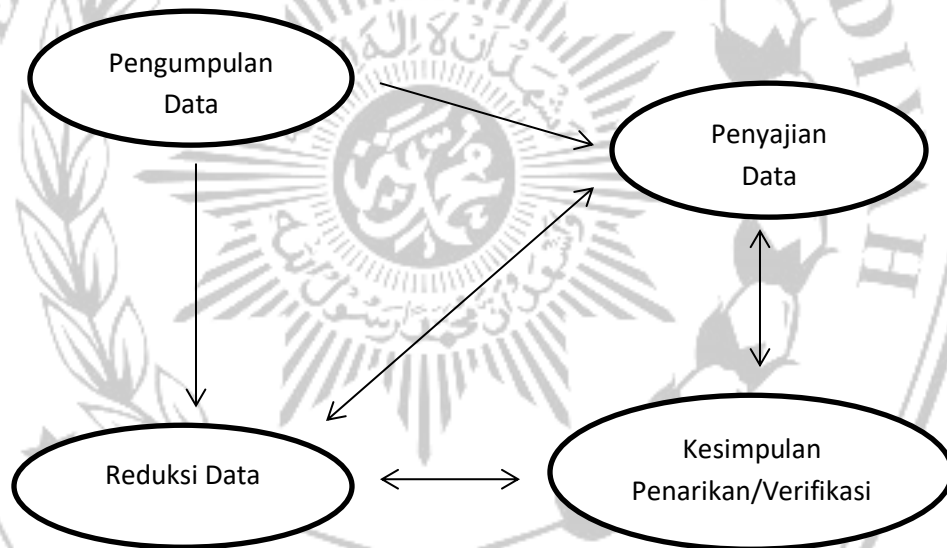 Pengumpulan
Data
Penyajian
Data
Reduksi Data
Kesimpulan
Penarikan/Verifikasi